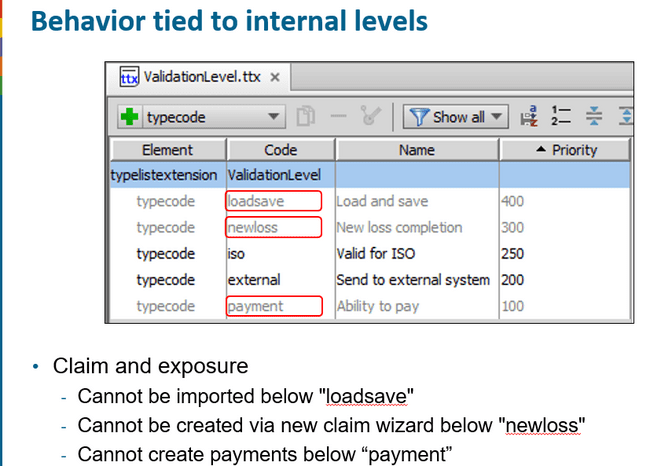 Behavior tied to internal levels
ttx ValidationLevel.ttx ×
typecode Show all
Element Code Name Priority
typelistextension ValidationLevel
typecode loadsave Load and save 400
typecode newloss New loss completion 300
typecode iso Valid for ISO 250
typecode external Send to external system 200
typecode payment Ability to pay 100
• Claim and exposure
- Cannot be imported below "loadsave"
- Cannot be created via new claim wizard below "newloss"
- Cannot create payments below “payment”